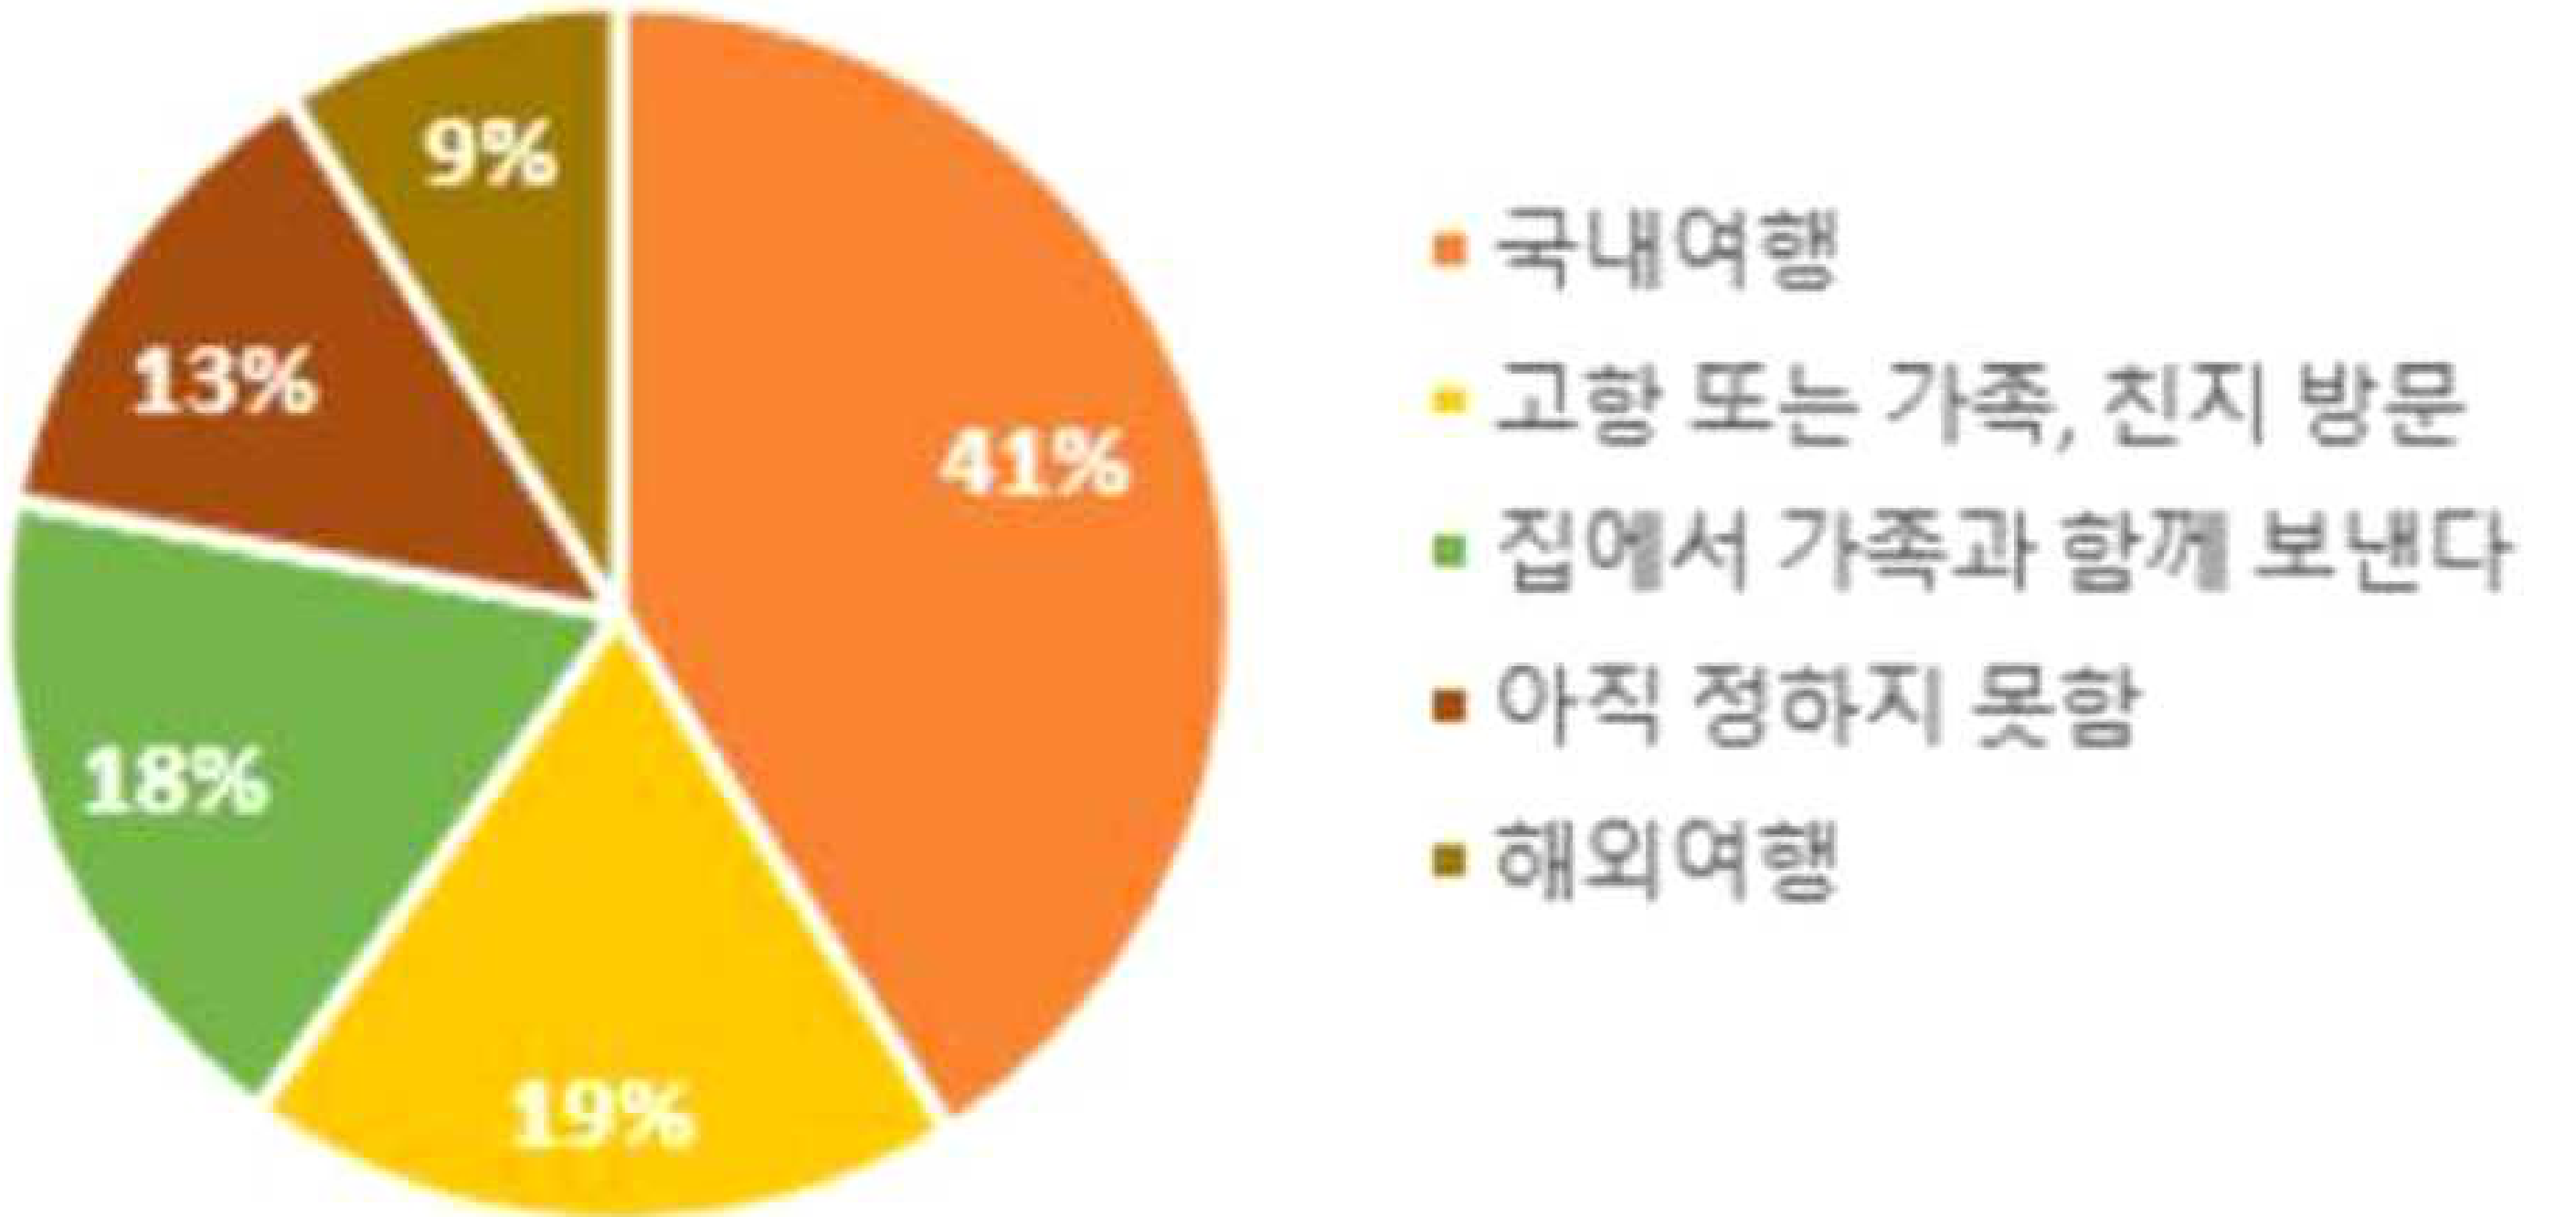 9%
13%
41%
18%
19%
국내여행
고향 또는 가족, 친지 방문
집에서 가족과 함께 보낸다
아직 정하지 못함
해외여행